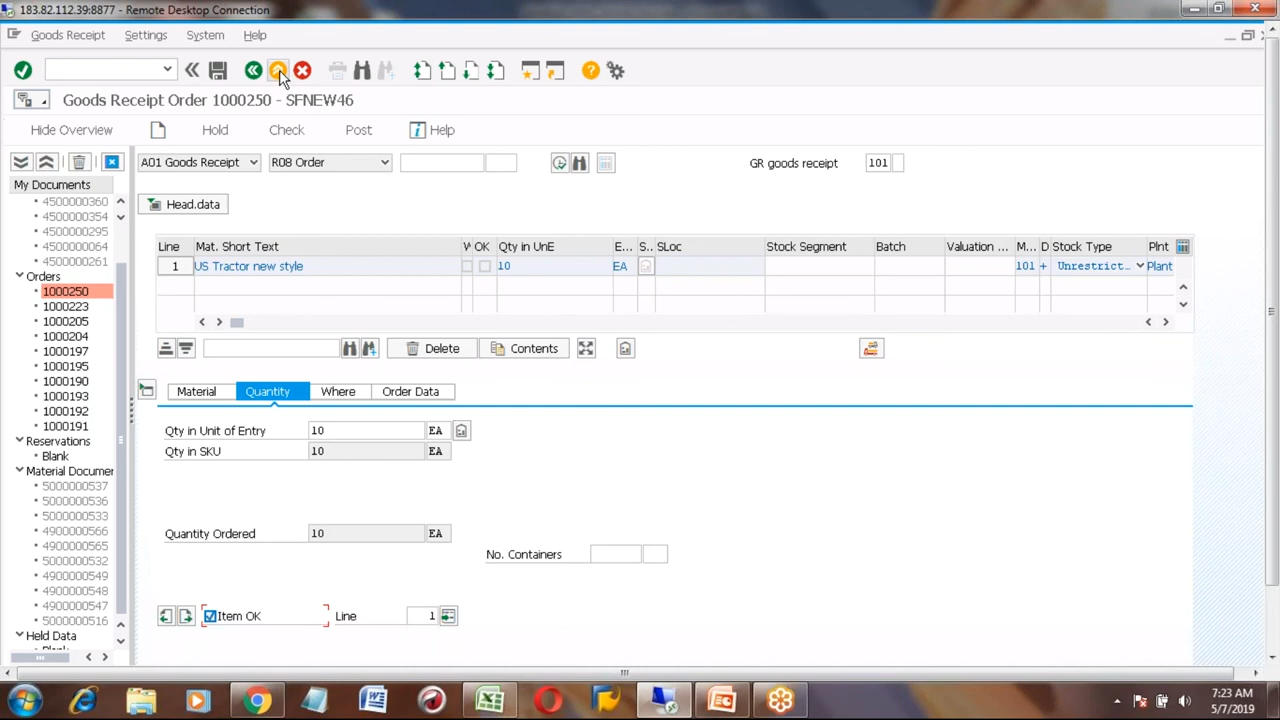 183.82.112.39:8877 - Remote Desktop Connection
Goods Receipt Settings System Help
Goods Receipt Order 1000250 - SFNEW46
Hide Overview Hold Check Post Help
A01 Goods Receipt R08 Order GR goods receipt 101
My Documents
4500000360
4500000354
4500000295
4500000064
4500000261
Orders
1000250
1000223
1000205
1000204
1000197
1000195
1000190
1000193
1000192
1000191
Reservations
Blank
Material Documen
5000000537
5000000536
5000000533
4900000566
4900000565
5000000532
4900000549
4900000548
4900000547
5000000516
Held Data
Head.data
Line Mat. Short Text OK Qty in UnE E... S.. SLoc Stock Segment Batch Valuation ... M... D Stock Type Plnt
1 US Tractor new style 10 EA 101 + Unrestrict... Plant
Delete Contents
Material Quantity Where Order Data
Qty in Unit of Entry 10 EA
Qty in SKU 10 EA
Quantity Ordered 10 EA
No. Containers
Item OK Line 1
7:23 AM
5/7/2019